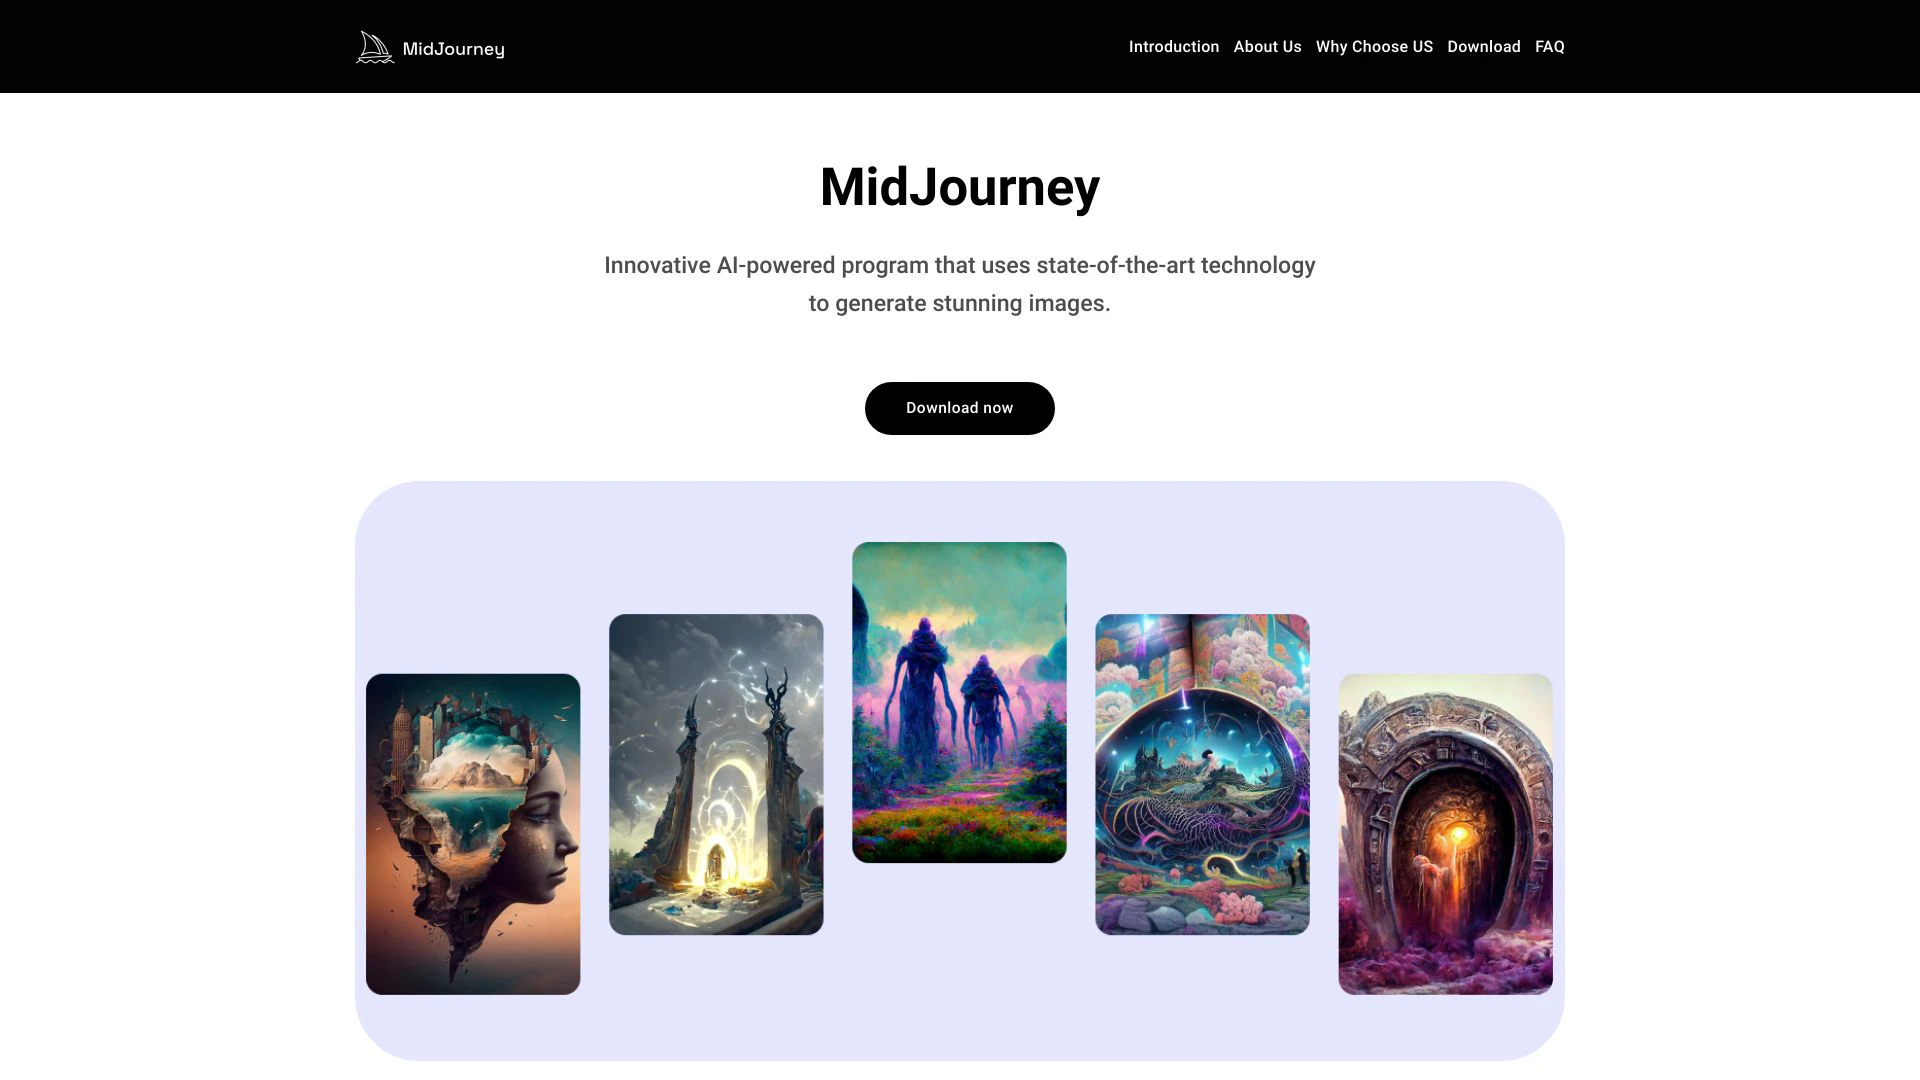 MidJourney
Introduction About Us Why Choose US Download FAQ
MidJourney
Innovative AI-powered program that uses state-of-the-art technology
to generate stunning images.
Download now